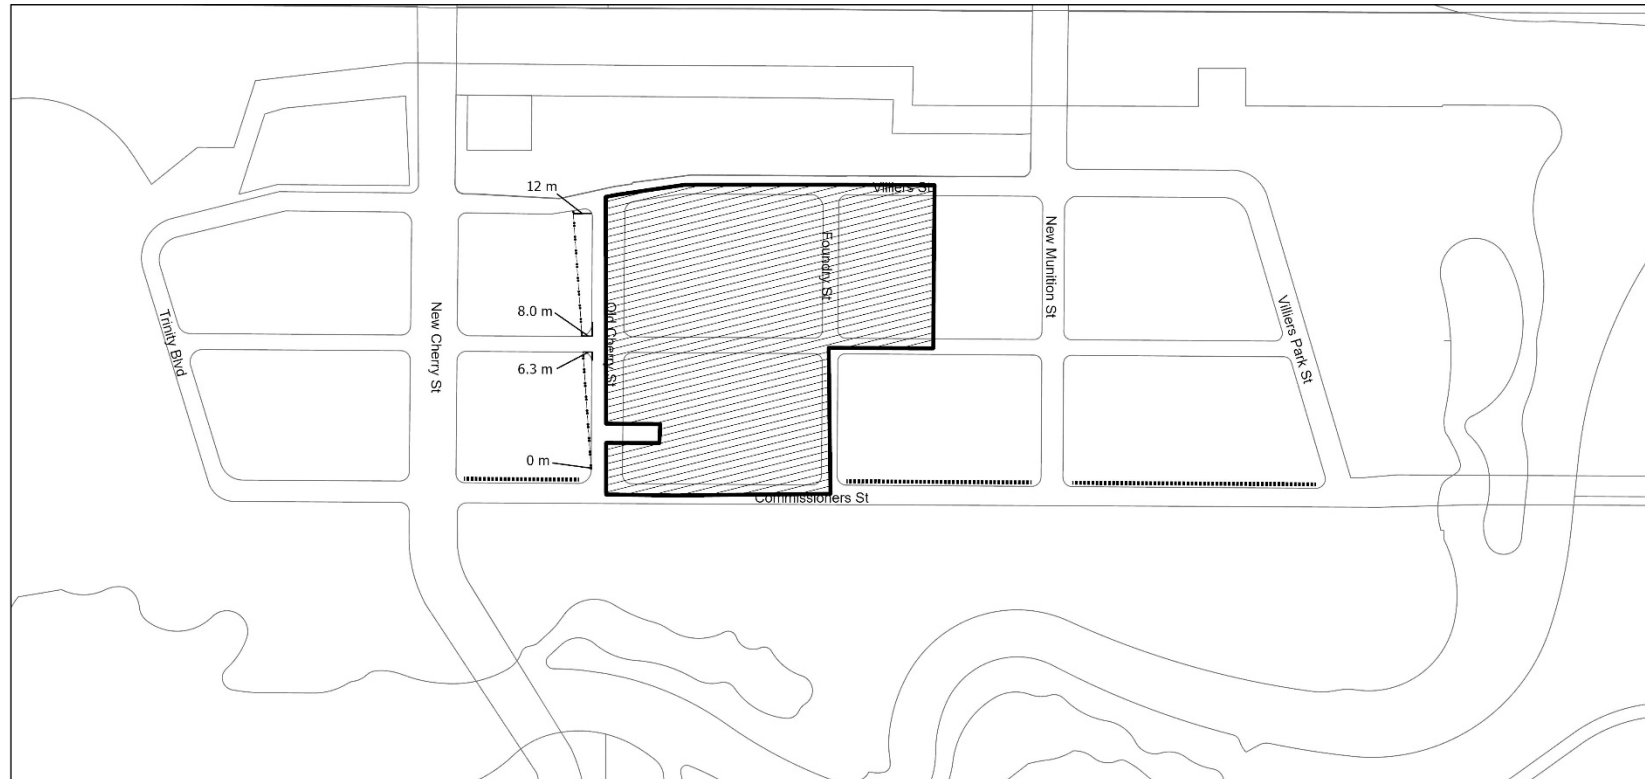 12 m
Villiers St
Foundry St
New Munition St
8.0 m
Old Cherry St
New Cherry St
Trinity Blvd
Villiers Park St
6.3 m
0 m
Commissioners St